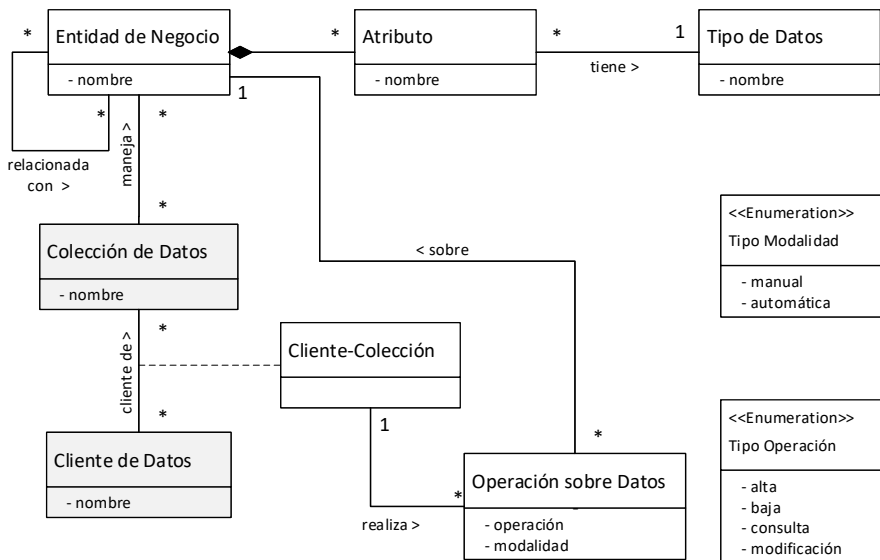 Entidad de Negocio
- nombre
Atributo
- nombre
Tipo de Datos
- nombre
*
*
*
1
tiene >
1
*
*
relacionada
con >
maneja >
*
Colección de Datos
- nombre
< sobre
<<Enumeration>>
Tipo Modalidad
- manual
- automática
*
cliente de >
*
Cliente-Colección
1
Cliente de Datos
- nombre
*
*
realiza >
Operación sobre Datos
- operación
- modalidad
<<Enumeration>>
Tipo Operación
- alta
- baja
- consulta
- modificación